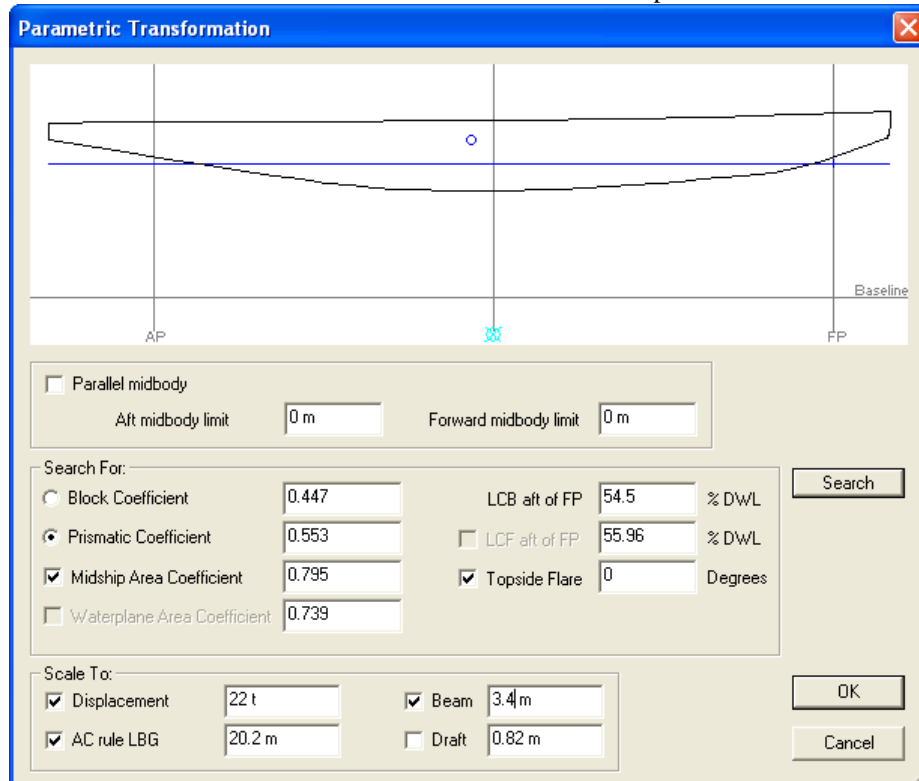 Parametric Transformation
Baseline
AP
FP
Parallel midbody
Aft midbody limit 0 m Forward midbody limit 0 m
Search For:
Block Coefficient 0.447 LCB aft of FP 54.5 % DWL
Prismatic Coefficient 0.553 LCF aft of FP 55.96 % DWL
Midship Area Coefficient 0.795 Topside Flare 0 Degrees
Waterplane Area Coefficient 0.739
Search
Scale To:
Displacement 22 t Beam 3.4 m
AC rule LBG 20.2 m Draft 0.82 m
OK
Cancel